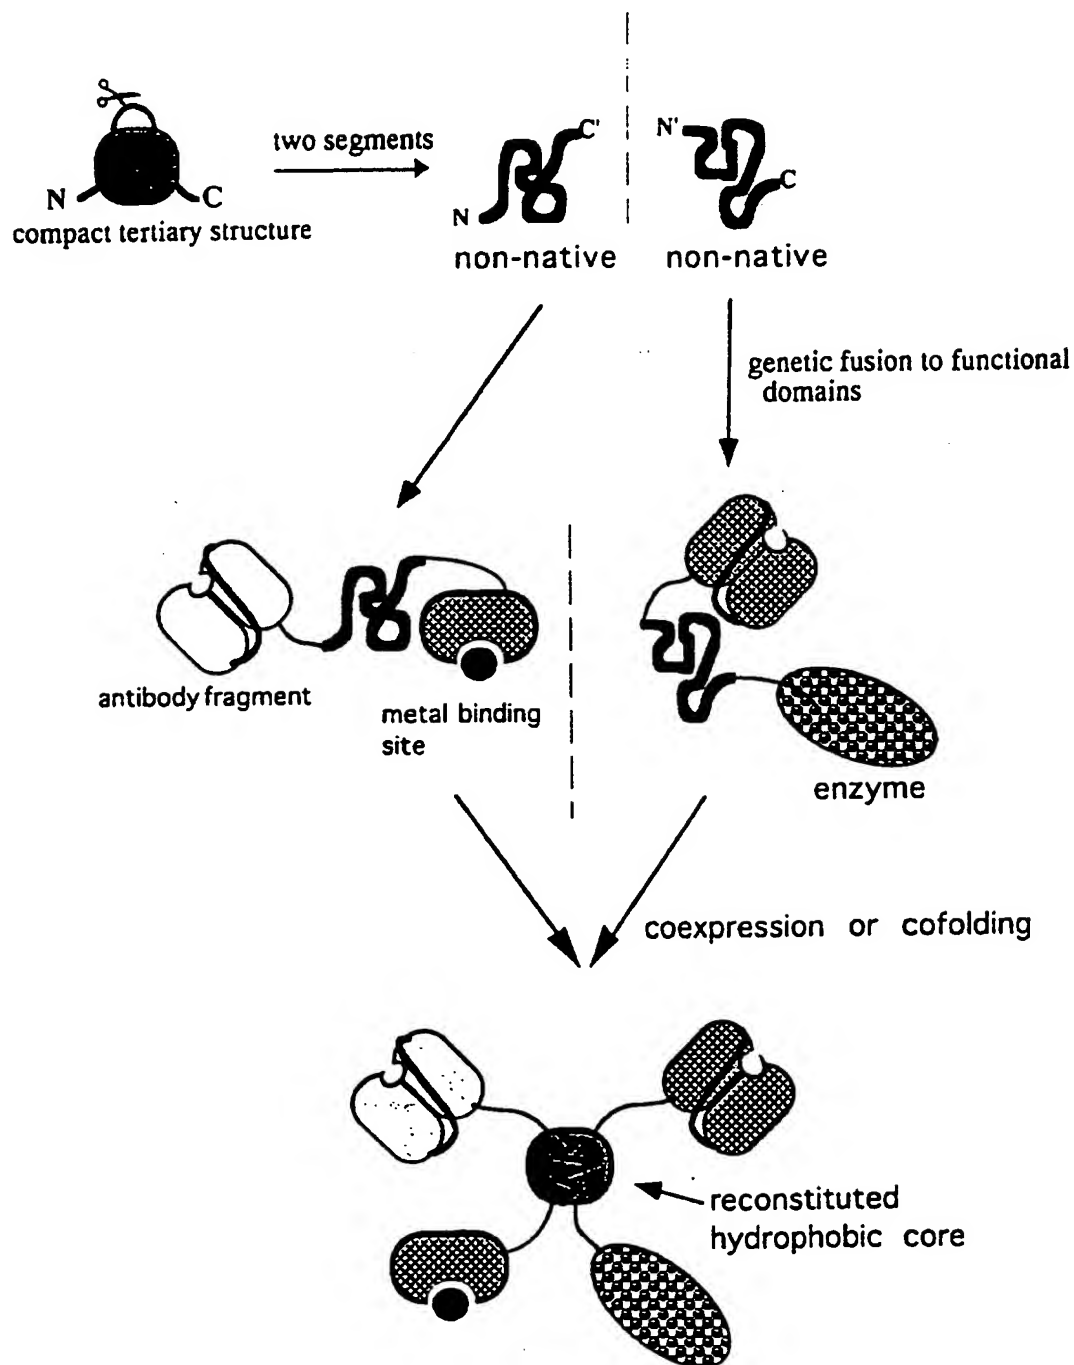 two segments
C'
N'
N
C
N
C
compact tertiary structure
non-native
non-native
genetic fusion to functional
domains
antibody fragment
metal binding
site
enzyme
coexpression or cofolding
reconstituted
hydrophobic core